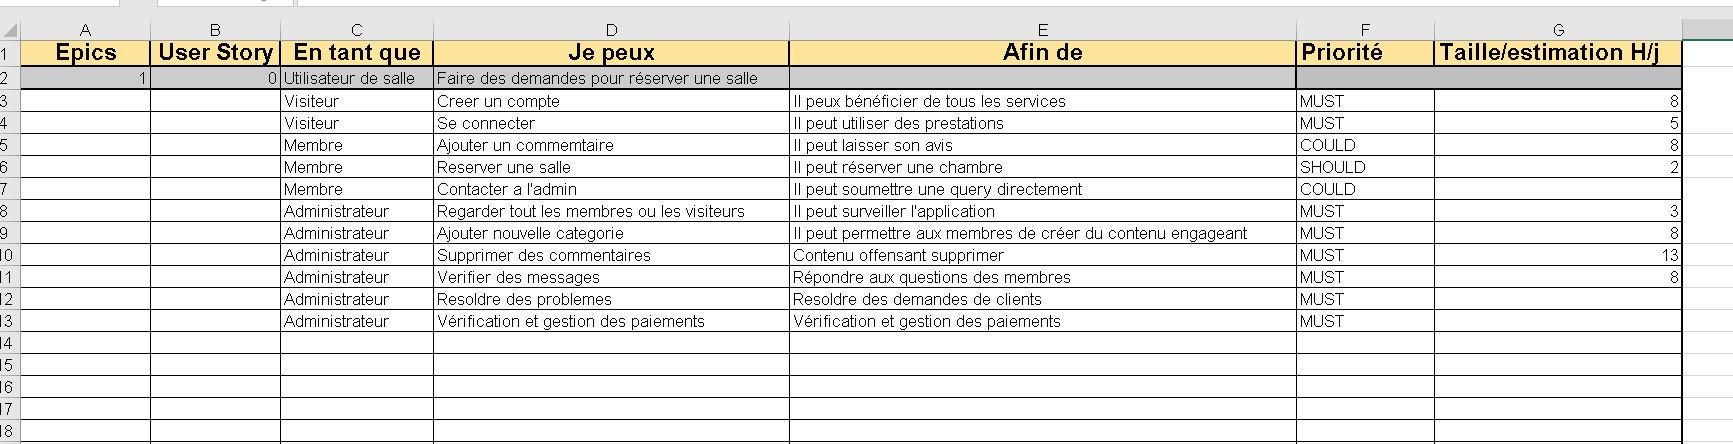 A B C D E F G
1 Epics User Story En tant que Je peux Afin de Priorité Taille/estimation H/j
2 1 0 Utilisateur de salle Faire des demandes pour réserver une salle
3 Visiteur Creer un compte Il peux bénéficier de tous les services MUST 8
4 Visiteur Se connecter Il peut utiliser des prestations MUST 5
5 Membre Ajouter un commemtaire Il peut laisser son avis COULD 8
6 Membre Reserver une salle Il peut réserver une chambre SHOULD 2
7 Membre Contacter a l'admin Il peut soumettre une query directement COULD
8 Administrateur Regarder tout les membres ou les visiteurs Il peut surveiller l'application MUST 3
9 Administrateur Ajouter nouvelle categorie Il peut permettre aux membres de créer du contenu engageant MUST 8
10 Administrateur Supprimer des commentaires Contenu offensant supprimer MUST 13
11 Administrateur Verifier des messages Répondre aux questions des membres MUST 8
12 Administrateur Resoldre des problemes Resoldre des demandes de clients MUST
13 Administrateur Vérification et gestion des paiements Vérification et gestion des paiements MUST
14
15
16
17
18